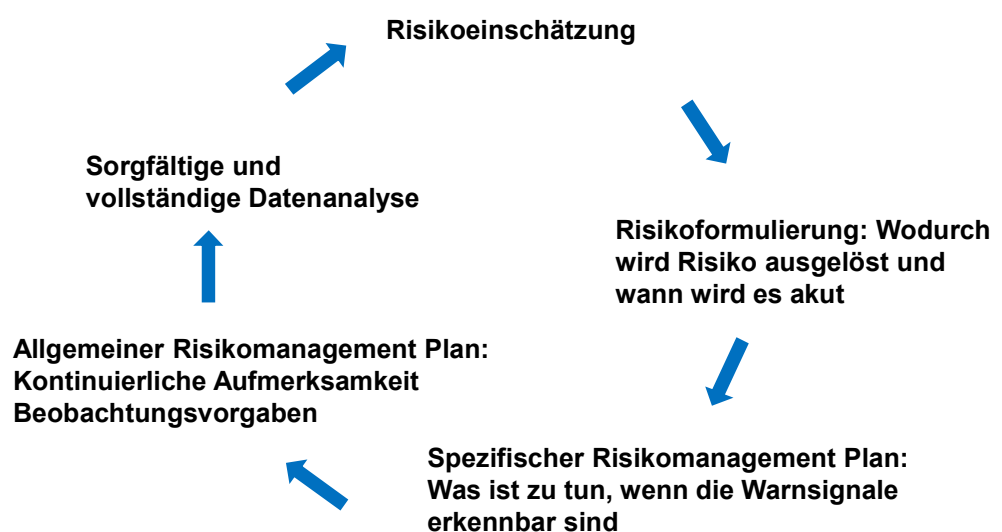 Risikoeinschätzung
Sorgfältige und
vollständige Datenanalyse
Risikoformulierung: Wodurch
wird Risiko ausgelöst und
wann wird es akut
Allgemeiner Risikomanagement Plan:
Kontinuierliche Aufmerksamkeit
Beobachtungsvorgaben
Spezifischer Risikomanagement Plan:
Was ist zu tun, wenn die Warnsignale
erkennbar sind